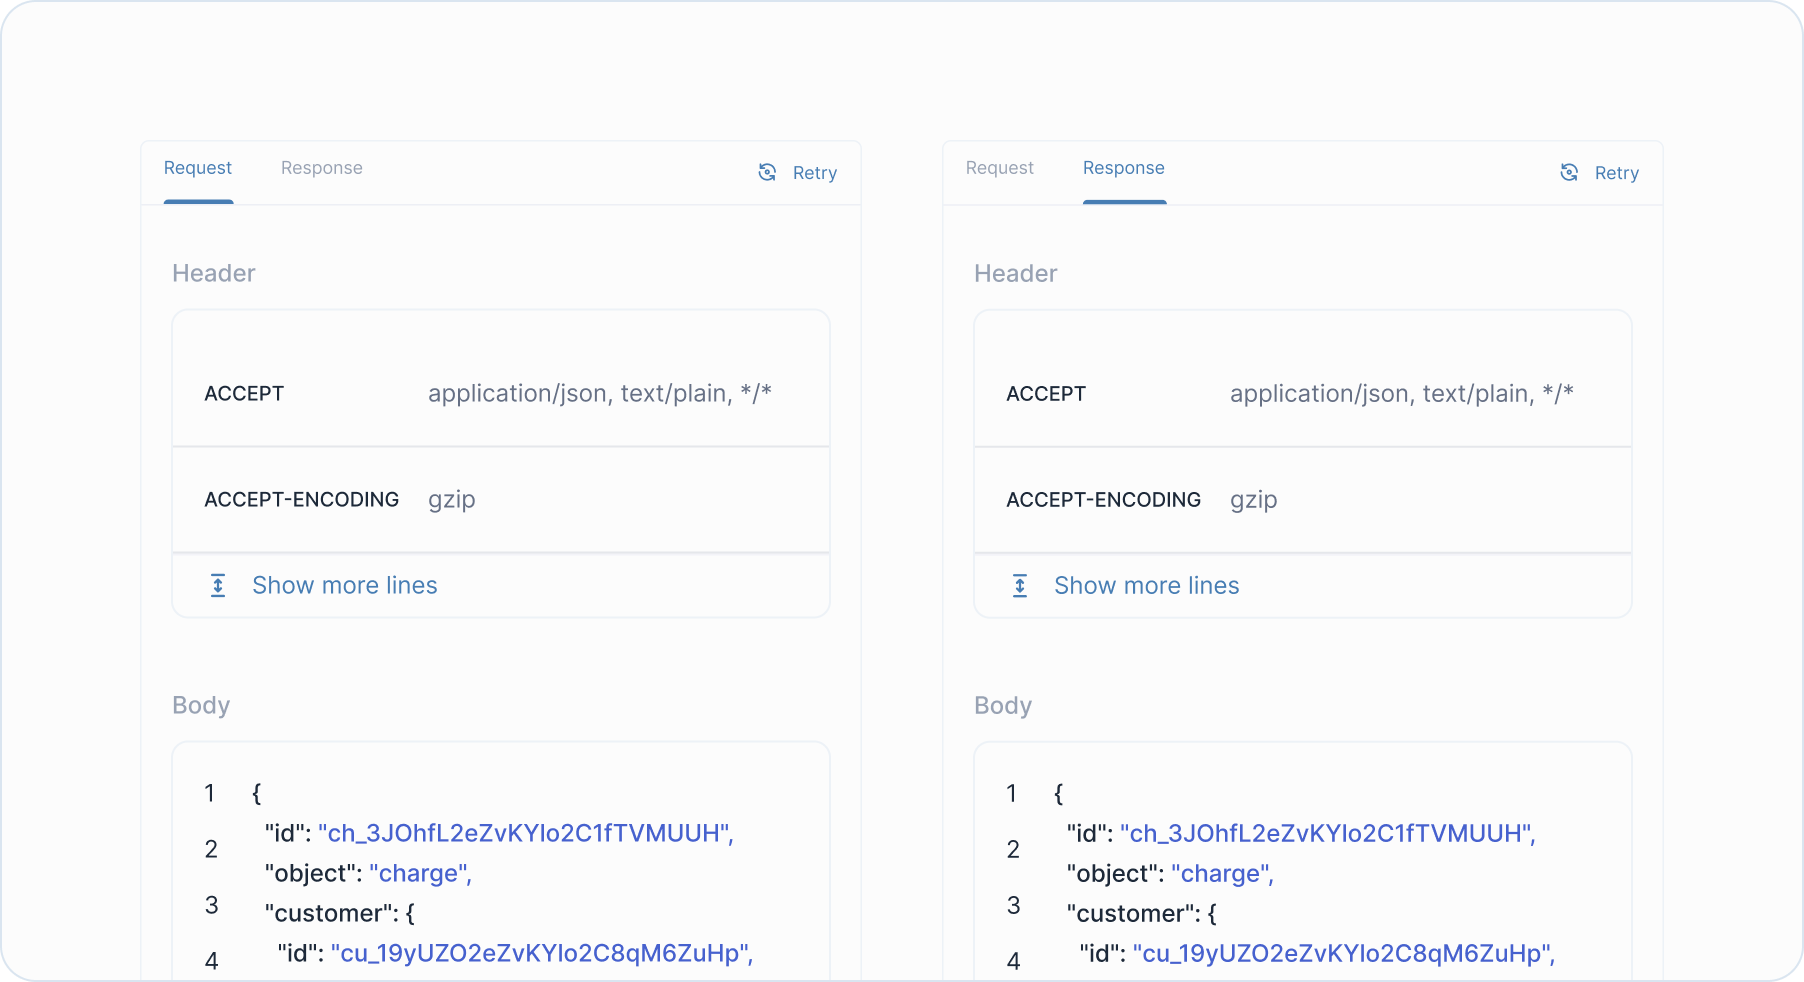 Request Response Retry
Header
ACCEPT application/json, text/plain, */*
ACCEPT-ENCODING gzip
Show more lines
Body
1 {
"id": "ch_3JOhfL2eZvKYlo2C1fTVMUUH",
2
"object": "charge",
3
"customer": {
4
"id": "cu_19yUZO2eZvKYlo2C8qM6ZuHp",
Request Response Retry
Header
ACCEPT application/json, text/plain, */*
ACCEPT-ENCODING gzip
Show more lines
Body
1 {
"id": "ch_3JOhfL2eZvKYlo2C1fTVMUUH",
2
"object": "charge",
3
"customer": {
4
"id": "cu_19yUZO2eZvKYlo2C8qM6ZuHp",